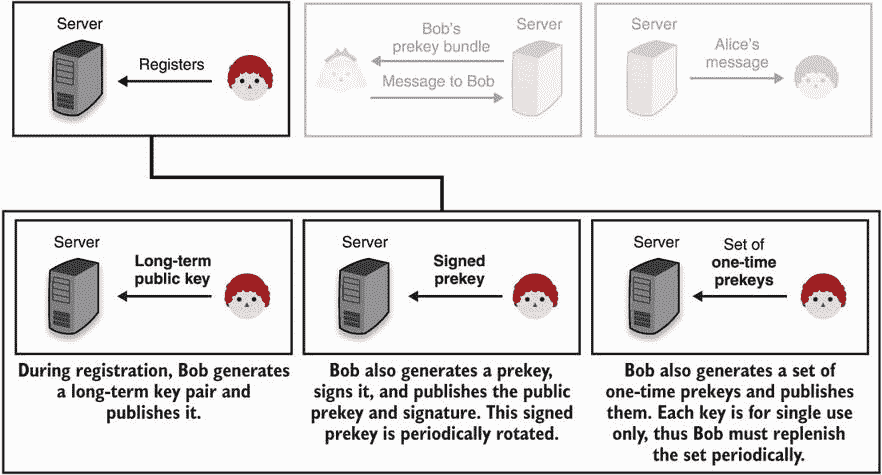 Server
Registers
Bob's
prekey bundle
Server
Message to Bob
Server
Alice's
message
Server
Long-term
public key
During registration, Bob generates
a long-term key pair and
publishes it.
Server
Signed
prekey
Bob also generates a prekey,
signs it, and publishes the public
prekey and signature. This signed
prekey is periodically rotated.
Server
Set of
one-time
prekeys
Bob also generates a set of
one-time prekeys and publishes
them. Each key is for single use
only, thus Bob must replenish
the set periodically.